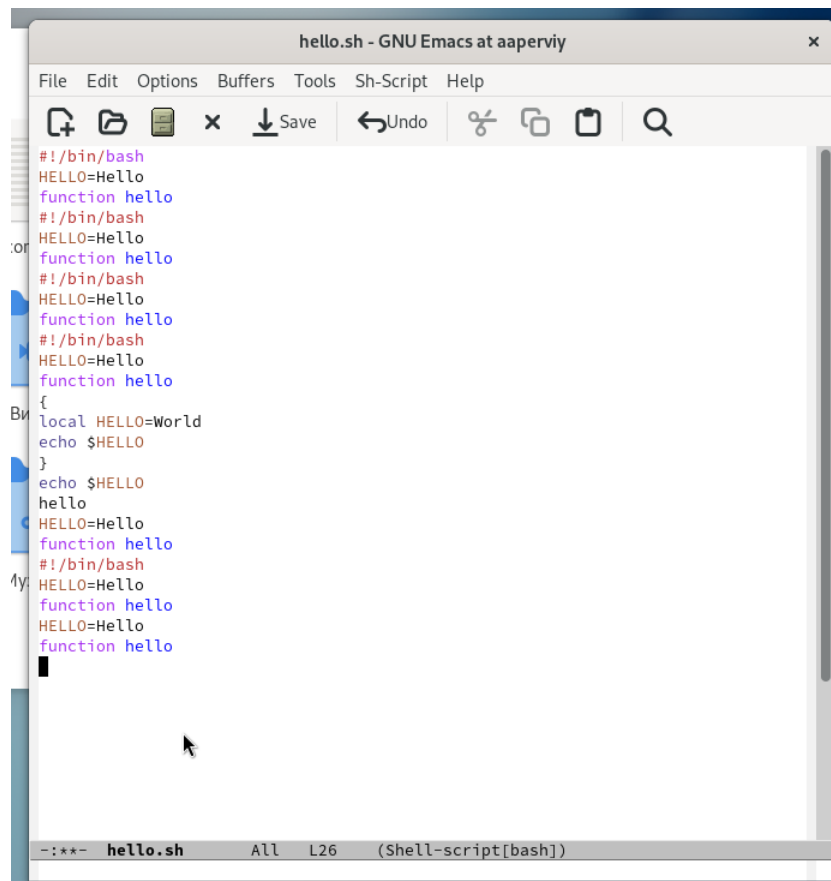 hello.sh - GNU Emacs at aaperviy
File Edit Options Buffers Tools Sh-Script Help
Save Undo
#!/bin/bash
HELLO=Hello
function hello
#!/bin/bash
HELLO=Hello
function hello
#!/bin/bash
HELLO=Hello
function hello
#!/bin/bash
HELLO=Hello
function hello
{
local HELLO=World
echo $HELLO
}
echo $HELLO
hello
HELLO=Hello
function hello
#!/bin/bash
HELLO=Hello
function hello
HELLO=Hello
function hello
-:**- hello.sh All L26 (Shell-script[bash])